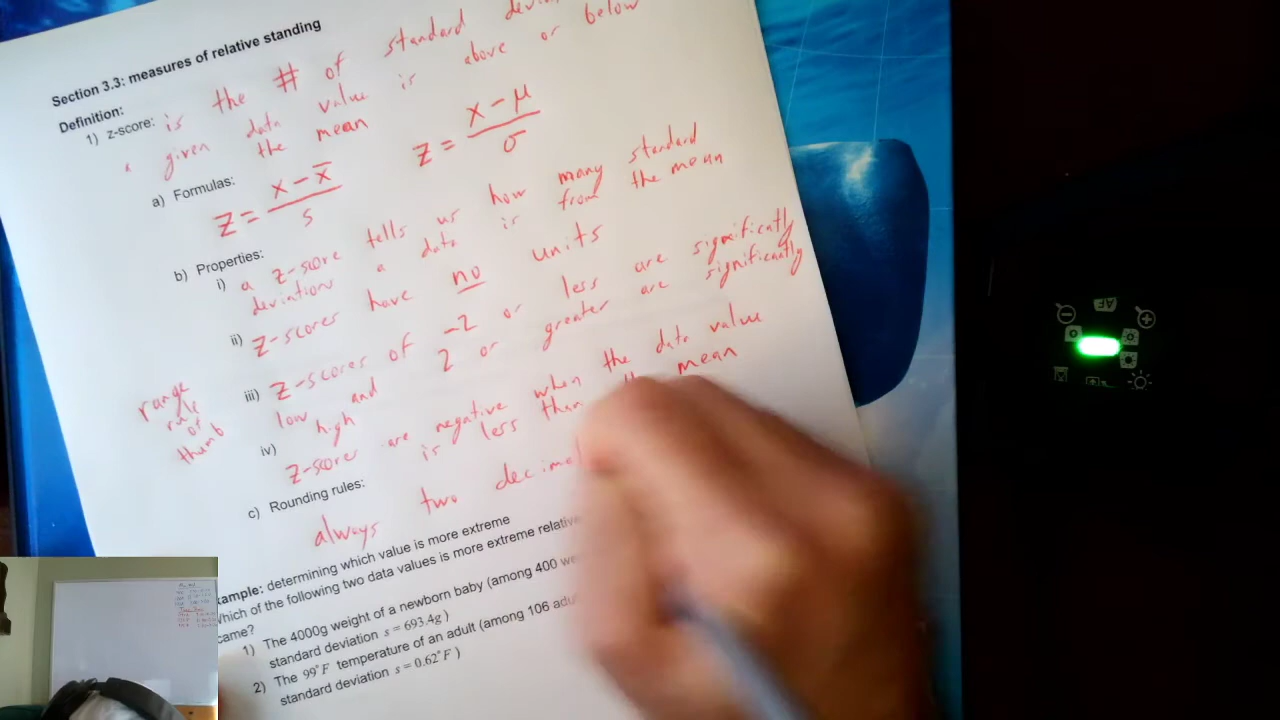 Section 3.3: measures of relative standing
Definition:
1) z-score: is the # of standard
a given data value is above or below
the mean
a) Formulas:
z = (x − x̄)/s z = (x − μ)/σ
b) Properties:
i) a z-score tells us how many standard
deviations a data is from the mean
ii) z-scores have no units
iii) z-scores of -2 or less are significantly
low and 2 or greater are significantly
high
range
rule
of
thumb
iv) z-score are negative when the data value
is less than the mean
c) Rounding rules:
always two decimal
ample: determining which value is more extreme
Which of the following two data values is more extreme relative
came?
1) The 4000g weight of a newborn baby (among 400 we
standard deviation s = 693.4g )
2) The 99°F temperature of an adult (among 106 adu
standard deviation s = 0.62°F )
AF